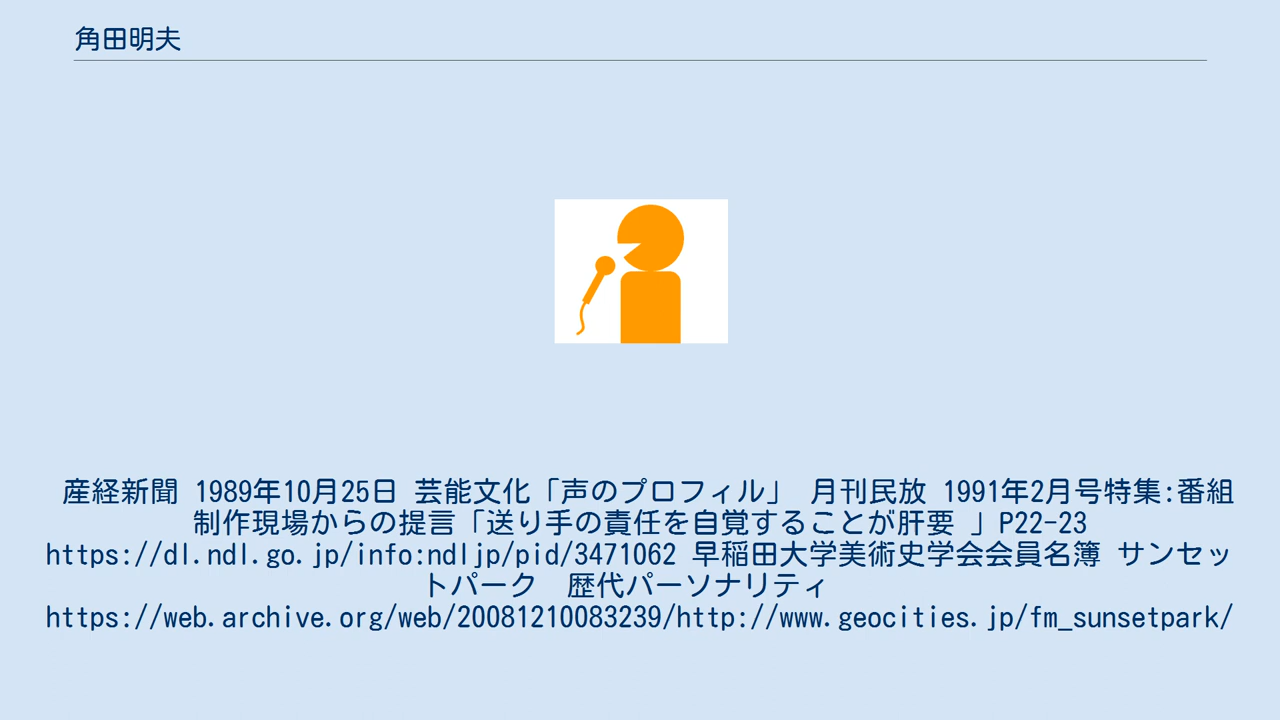 角田明夫
産経新聞 1989年10月25日 芸能文化「声のプロフィル」 月刊民放 1991年2月号特集:番組
制作現場からの提言「送り手の責任を自覚することが肝要 」P22-23
https://dl.ndl.go.jp/info:ndljp/pid/3471062 早稲田大学美術史学会会員名簿 サンセッ
トパーク　歴代パーソナリティ
https://web.archive.org/web/20081210083239/http://www.geocities.jp/fm_sunsetpark/